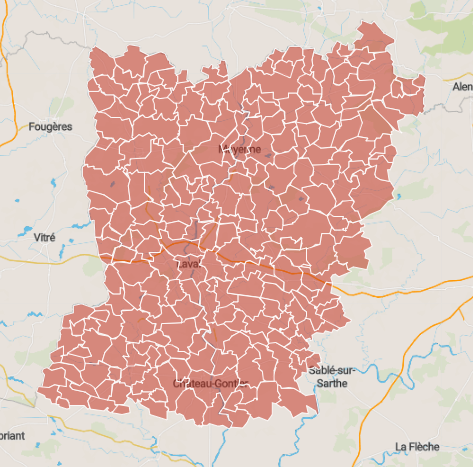 Alen
Fougères
Mayenne
Vitré
Laval
Sablé-sur-
Sarthe
Château-Gontier
oriant
La Flèche